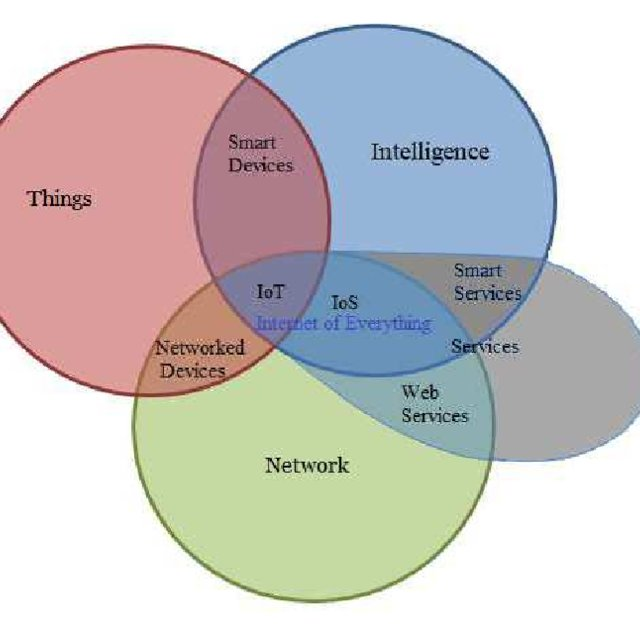 Smart
Devices
Intelligence
Things
Smart
Services
IoT
IoS
Internet of Everything
Networked
Devices
Services
Web
Services
Network